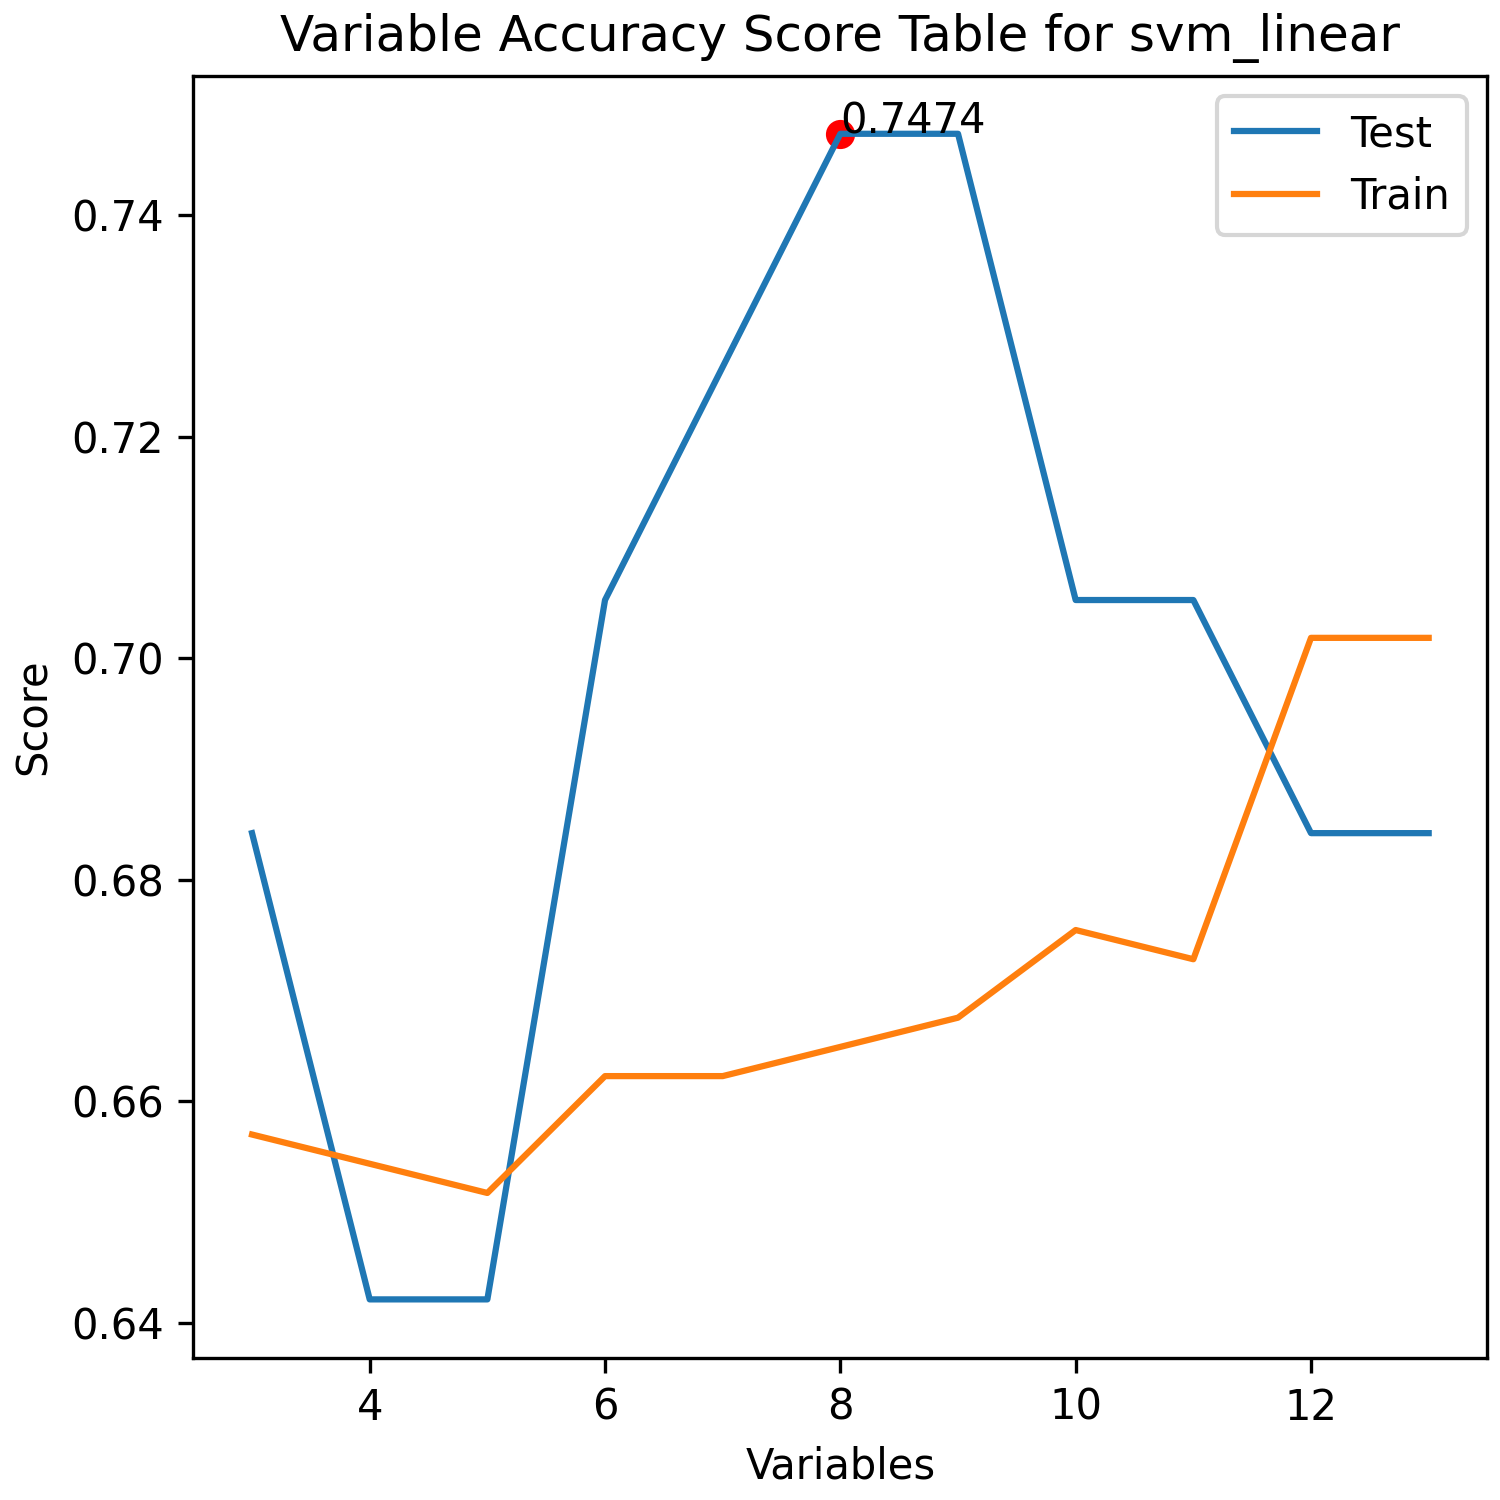 Variable Accuracy Score Table for svm_linear
0.7474
Test
Train
0.74
0.72
0.70
0.68
0.66
0.64
Score
4
6
8
10
12
Variables